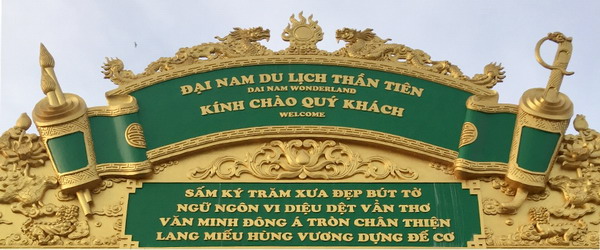 ĐẠI NAM DU LỊCH THẦN TIÊN
DAI NAM WONDERLAND
KÍNH CHÀO QUÝ KHÁCH
WELCOME
SẤM KÝ TRĂM XƯA ĐẸP BÚT TỜ
NGŨ NGÔN VI DIỆU DỆT VẦN THƠ
VĂN MINH ĐÔNG Á TRÒN CHÂN THIỆN
LANG MIẾU HÙNG VƯƠNG DỰNG ĐẾ CƠ